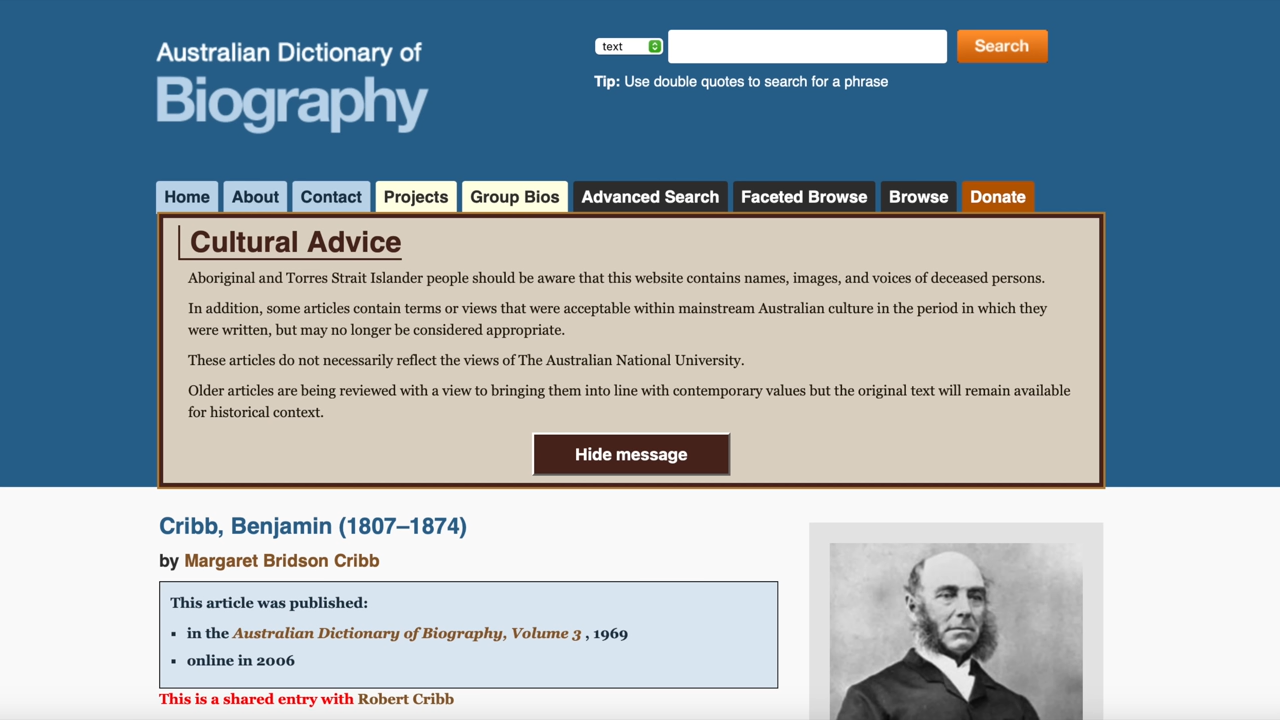 Australian Dictionary of
Biography
text
Search
Tip: Use double quotes to search for a phrase
Home
About
Contact
Projects
Group Bios
Advanced Search
Faceted Browse
Browse
Donate
Cultural Advice
Aboriginal and Torres Strait Islander people should be aware that this website contains names, images, and voices of deceased persons.
In addition, some articles contain terms or views that were acceptable within mainstream Australian culture in the period in which they
were written, but may no longer be considered appropriate.
These articles do not necessarily reflect the views of The Australian National University.
Older articles are being reviewed with a view to bringing them into line with contemporary values but the original text will remain available
for historical context.
Hide message
Cribb, Benjamin (1807–1874)
by Margaret Bridson Cribb
This article was published:
▪ in the Australian Dictionary of Biography, Volume 3 , 1969
▪ online in 2006
This is a shared entry with Robert Cribb